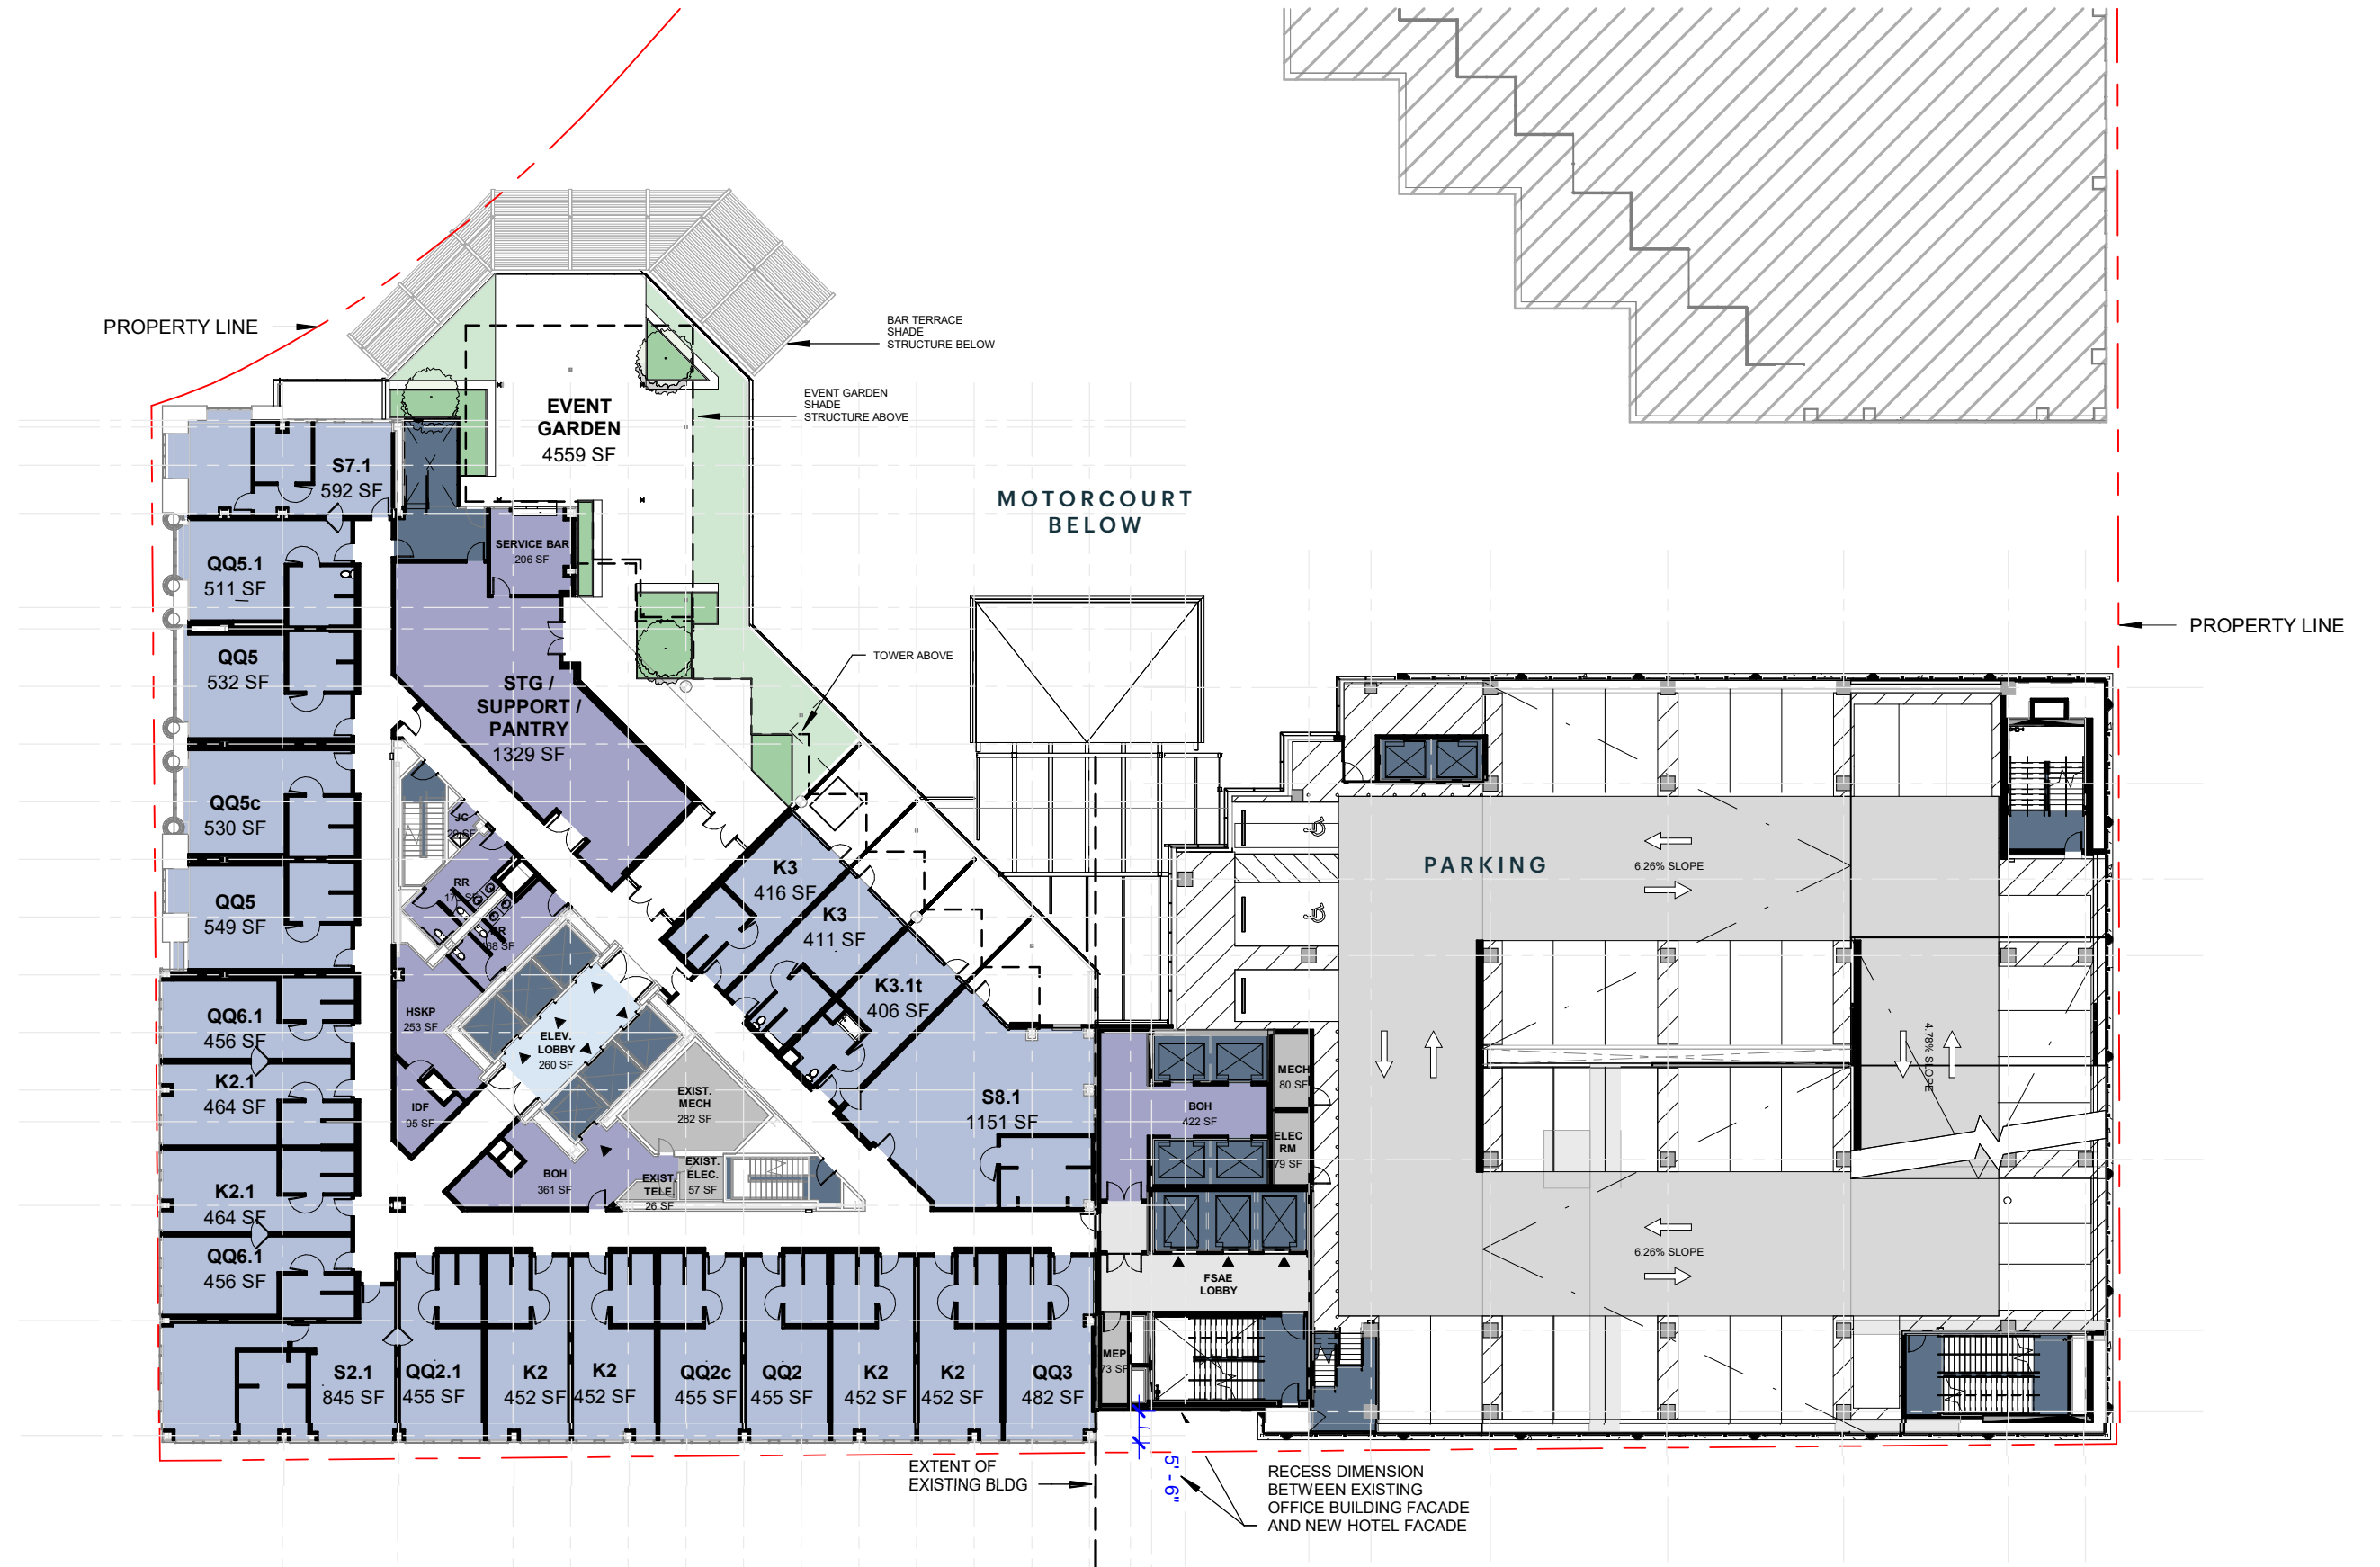 PROPERTY LINE
BAR TERRACE
SHADE
STRUCTURE BELOW
EVENT GARDEN
SHADE
STRUCTURE ABOVE
EVENT
GARDEN
4559 SF
MOTORCOURT
BELOW
S7.1
592 SF
SERVICE BAR
206 SF
QQ5.1
511 SF
PROPERTY LINE
QQ5
532 SF
TOWER ABOVE
STG /
SUPPORT /
PANTRY
1329 SF
QQ5c
530 SF
JC
PARKING
6.26% SLOPE
K3
416 SF
RR
QQ5
549 SF
K3
411 SF
K3.1t
406 SF
HSKP
253 SF
QQ6.1
456 SF
ELEV.
LOBBY
260 SF
4.78% SLOPE
K2.1
464 SF
IDF
95 SF
EXIST.
MECH
282 SF
S8.1
1151 SF
BOH
422 SF
MECH
80 SF
ELEC
RM
79 SF
BOH
361 SF
EXIST.
TELE.
26 SF
EXIST.
ELEC.
57 SF
K2.1
464 SF
QQ6.1
456 SF
FSAE
LOBBY
6.26% SLOPE
MEP
73 SF
S2.1
845 SF
QQ2.1
455 SF
K2
452 SF
K2
452 SF
QQ2c
455 SF
QQ2
455 SF
K2
452 SF
K2
452 SF
QQ3
482 SF
EXTENT OF
EXISTING BLDG
5' - 6"
RECESS DIMENSION
BETWEEN EXISTING
OFFICE BUILDING FACADE
AND NEW HOTEL FACADE